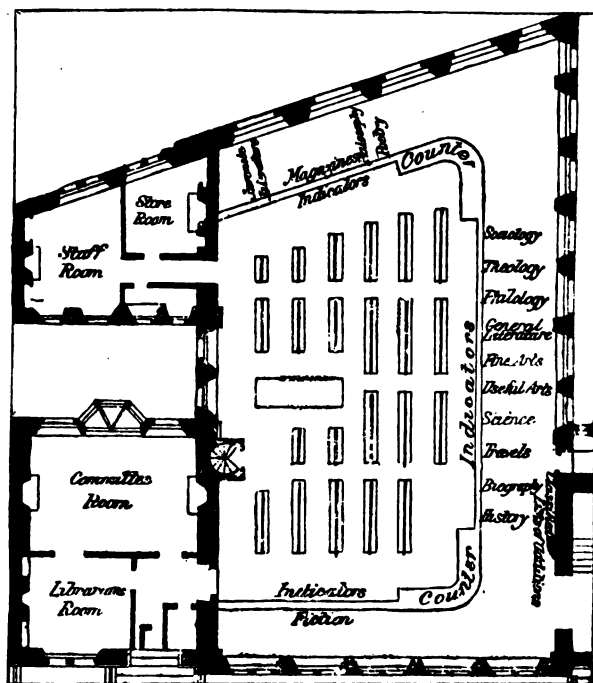 Counter
Magazines
Poetry
Indicators
Store
Room
Staff
Room
Sociology
Theology
Philology
General
Literature
Fine Arts
Useful Arts
Science
Travels
Biography
History
Indicators
Committee
Room
Librarians
Room
Counter
Indicators
Fiction